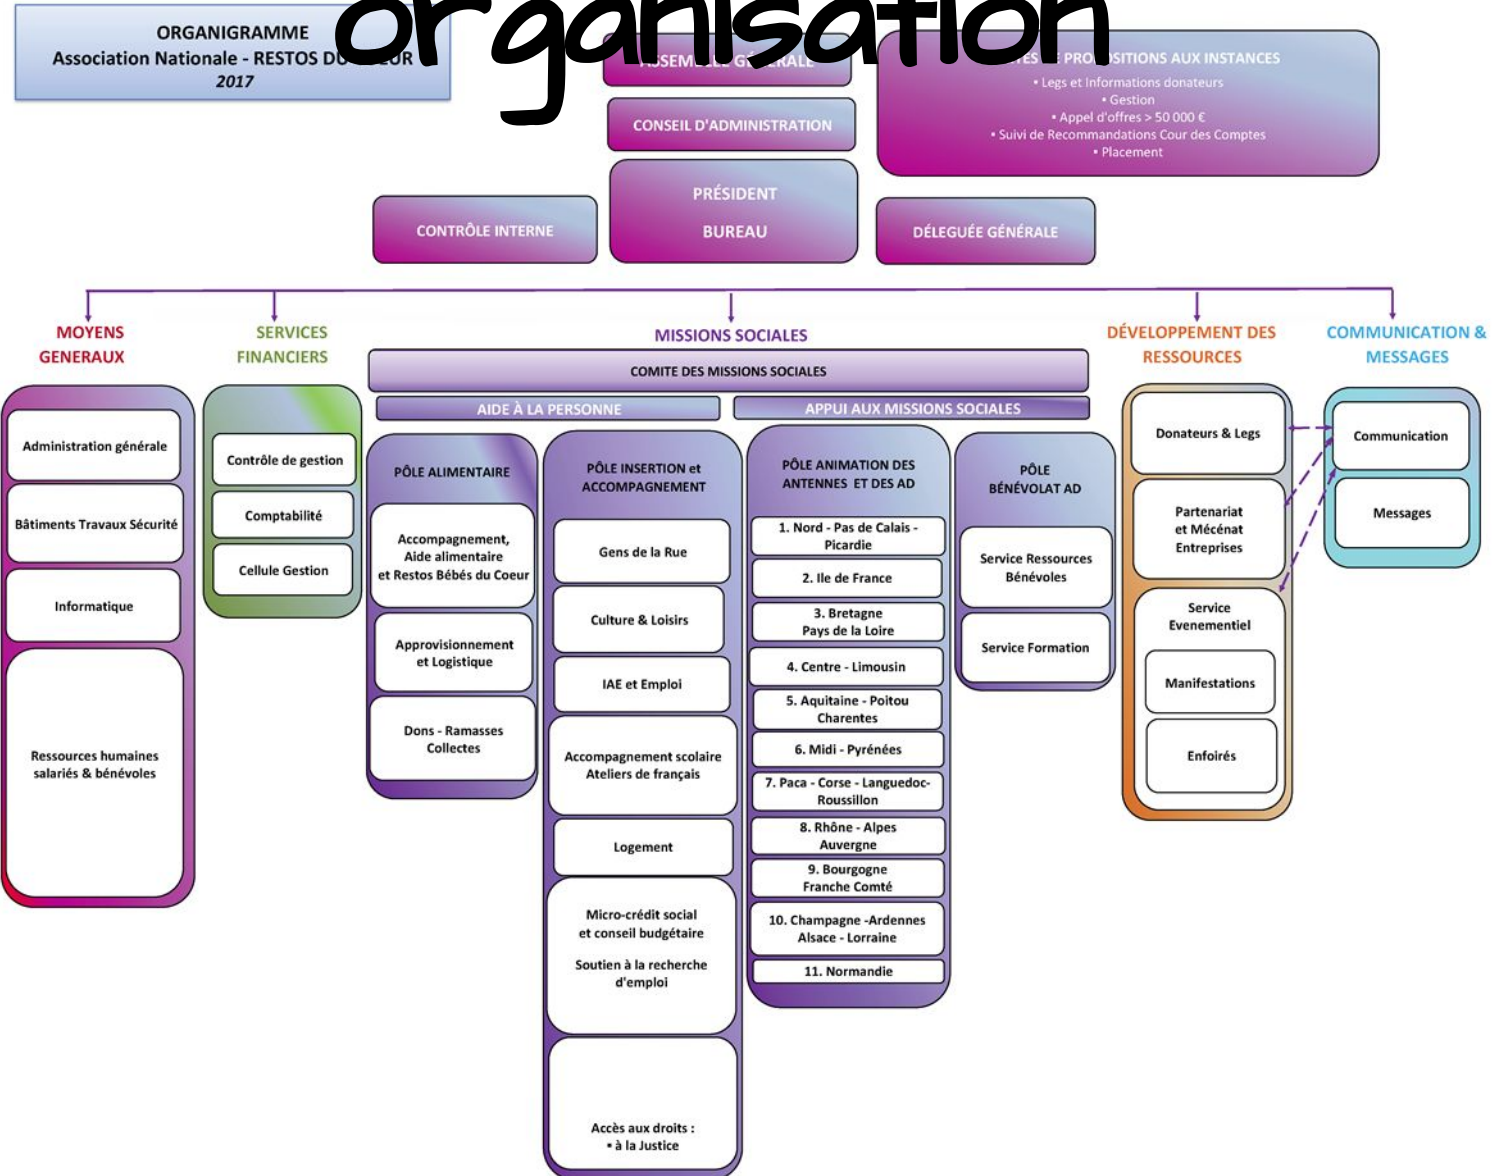 organisation
ORGANIGRAMME
Association Nationale - RESTOS DU
2017
ASSEMBLÉE GÉNÉRALE
CONSEIL D'ADMINISTRATION
PRÉSIDENT
BUREAU
CONTRÔLE INTERNE
DÉLEGUÉE GÉNÉRALE
DE PROPOSITIONS AUX INSTANCES
▪ Legs et Informations donateurs
▪ Gestion
▪ Appel d'offres > 50 000 €
▪ Suivi de Recommandations Cour des Comptes
▪ Placement
MOYENS
GENERAUX
Administration générale
Bâtiments Travaux Sécurité
Informatique
Ressources humaines
salariés & bénévoles
SERVICES
FINANCIERS
Contrôle de gestion
Comptabilité
Cellule Gestion
MISSIONS SOCIALES
COMITE DES MISSIONS SOCIALES
AIDE À LA PERSONNE
APPUI AUX MISSIONS SOCIALES
PÔLE ALIMENTAIRE
Accompagnement,
Aide alimentaire
et Restos Bébés du Coeur
Approvisionnement
et Logistique
Dons - Ramasses
Collectes
PÔLE INSERTION et
ACCOMPAGNEMENT
Gens de la Rue
Culture & Loisirs
IAE et Emploi
Accompagnement scolaire
Ateliers de français
Logement
Micro-crédit social
et conseil budgétaire
Soutien à la recherche
d'emploi
Accès aux droits :
▪ à la Justice
PÔLE ANIMATION DES
ANTENNES ET DES AD
1. Nord - Pas de Calais -
Picardie
2. Ile de France
3. Bretagne
Pays de la Loire
4. Centre - Limousin
5. Aquitaine - Poitou
Charentes
6. Midi - Pyrénées
7. Paca - Corse - Languedoc-
Roussillon
8. Rhône - Alpes
Auvergne
9. Bourgogne
Franche Comté
10. Champagne -Ardennes
Alsace - Lorraine
11. Normandie
PÔLE
BÉNÉVOLAT AD
Service Ressources
Bénévoles
Service Formation
DÉVELOPPEMENT DES
RESSOURCES
Donateurs & Legs
Partenariat
et Mécénat
Entreprises
Service
Evenementiel
Manifestations
Enfoirés
COMMUNICATION &
MESSAGES
Communication
Messages